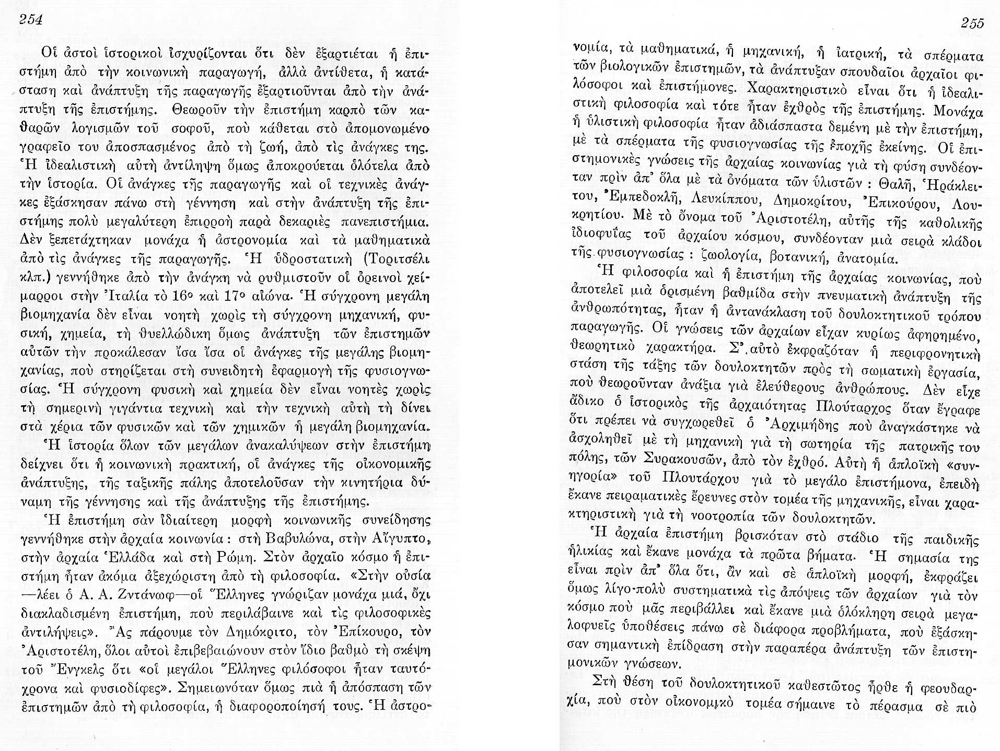 254
Οἱ ἀστοὶ ἱστορικοὶ ἰσχυρίζονται ὅτι δὲν ἐξαρτιέται ἡ ἐπι-
στήμη ἀπὸ τὴν κοινωνικὴ παραγωγή, ἀλλὰ ἀντίθετα, ἡ κατά-
σταση καὶ ἀνάπτυξη τῆς παραγωγῆς ἐξαρτιοῦνται ἀπὸ τὴν ἀνά-
πτυξη τῆς ἐπιστήμης. Θεωροῦν τὴν ἐπιστήμη καρπὸ τῶν κα-
θαρῶν λογισμῶν τοῦ σοφοῦ, ποὺ κάθεται στὸ ἀπομονωμένο
γραφεῖο του ἀποσπασμένος ἀπὸ τὴ ζωή, ἀπὸ τὶς ἀνάγκες της.
Ἡ ἰδεαλιστικὴ αὐτὴ ἀντίληψη ὅμως ἀποκρούεται ὁλότελα ἀπὸ
τὴν ἱστορία. Οἱ ἀνάγκες τῆς παραγωγῆς καὶ οἱ τεχνικὲς ἀνάγ-
κες ἐξάσκησαν πάνω στὴ γέννηση καὶ στὴν ἀνάπτυξη τῆς ἐπι-
στήμης πολὺ μεγαλύτερη ἐπιρροὴ παρὰ δεκαριὲς πανεπιστήμια.
Δὲν ξεπετάχτηκαν μονάχα ἡ ἀστρονομία καὶ τὰ μαθηματικὰ
ἀπὸ τὶς ἀνάγκες τῆς παραγωγῆς. Ἡ ὑδροστατικὴ (Τοριτσέλι
κλπ.) γεννήθηκε ἀπὸ τὴν ἀνάγκη νὰ ρυθμιστοῦν οἱ ὀρεινοὶ χεί-
μαρροι στὴν Ἰταλία τὸ 16ο καὶ 17ο αἰώνα. Ἡ σύγχρονη μεγάλη
βιομηχανία δὲν εἶναι νοητὴ χωρὶς τὴ σύγχρονη μηχανική, φυ-
σική, χημεία, τὴ θυελλώδικη ὅμως ἀνάπτυξη τῶν ἐπιστημῶν
αὐτῶν τὴν προκάλεσαν ἴσα ἴσα οἱ ἀνάγκες τῆς μεγάλης βιομη-
χανίας, ποὺ στηρίζεται στὴ συνειδητὴ ἐφαρμογὴ τῆς φυσιογνω-
σίας. Ἡ σύγχρονη φυσικὴ καὶ χημεία δὲν εἶναι νοητὲς χωρὶς
τὴ σημερινὴ γιγάντια τεχνικὴ καὶ τὴν τεχνικὴ αὐτὴ τὴ δίνει
στὰ χέρια τῶν φυσικῶν καὶ τῶν χημικῶν ἡ μεγάλη βιομηχανία.
Ἡ ἱστορία ὅλων τῶν μεγάλων ἀνακαλύψεων στὴν ἐπιστήμη
δείχνει ὅτι ἡ κοινωνικὴ πρακτική, οἱ ἀνάγκες τῆς οἰκονομικῆς
ἀνάπτυξης, τῆς ταξικῆς πάλης ἀποτελοῦσαν τὴν κινητήρια δύ-
ναμη τῆς γέννησης καὶ τῆς ἀνάπτυξης τῆς ἐπιστήμης.
Ἡ ἐπιστήμη σὰν ἰδιαίτερη μορφὴ κοινωνικῆς συνείδησης
γεννήθηκε στὴν ἀρχαία κοινωνία : στὴ Βαβυλώνα, στὴν Αἴγυπτο,
στὴν ἀρχαία Ἑλλάδα καὶ στὴ Ρώμη. Στὸν ἀρχαῖο κόσμο ἡ ἐπι-
στήμη ἦταν ἀκόμα ἀξεχώριστη ἀπὸ τὴ φιλοσοφία. «Στὴν οὐσία
—λέει ὁ Α. Α. Ζντάνωφ—οἱ Ἕλληνες γνώριζαν μονάχα μιά, ὄχι
διακλαδισμένη ἐπιστήμη, ποὺ περιλάβαινε καὶ τὶς φιλοσοφικὲς
ἀντιλήψεις». Ἂς πάρουμε τὸν Δημόκριτο, τὸν Ἐπίκουρο, τὸν
Ἀριστοτέλη, ὅλοι αὐτοὶ ἐπιβεβαιώνουν στὸν ἴδιο βαθμὸ τὴ σκέψη
τοῦ Ἔνγκελς ὅτι «οἱ μεγάλοι Ἕλληνες φιλόσοφοι ἦταν ταυτό-
χρονα καὶ φυσιοδίφες». Σημειωνόταν ὅμως πιὰ ἡ ἀπόσπαση τῶν
ἐπιστημῶν ἀπὸ τὴ φιλοσοφία, ἡ διαφοροποίησή τους. Ἡ ἀστρο-
255
νομία, τὰ μαθηματικά, ἡ μηχανική, ἡ ἰατρική, τὰ σπέρματα
τῶν βιολογικῶν ἐπιστημῶν, τὰ ἀνάπτυξαν σπουδαῖοι ἀρχαῖοι φι-
λόσοφοι καὶ ἐπιστήμονες. Χαρακτηριστικὸ εἶναι ὅτι ἡ ἰδεαλι-
στικὴ φιλοσοφία καὶ τότε ἦταν ἐχθρὸς τῆς ἐπιστήμης. Μονάχα
ἡ ὑλιστικὴ φιλοσοφία ἦταν ἀδιάσπαστα δεμένη μὲ τὴν ἐπιστήμη,
μὲ τὰ σπέρματα τῆς φυσιογνωσίας τῆς ἐποχῆς ἐκείνης. Οἱ ἐπι-
στημονικὲς γνώσεις τῆς ἀρχαίας κοινωνίας γιὰ τὴ φύση συνδέον-
ταν πρὶν ἀπ' ὅλα μὲ τὰ ὀνόματα τῶν ὑλιστῶν : Θαλῆ, Ἡράκλει-
του, Ἐμπεδοκλῆ, Λευκίππου, Δημοκρίτου, Ἐπικούρου, Λου-
κρητίου. Μὲ τὸ ὄνομα τοῦ Ἀριστοτέλη, αὐτῆς τῆς καθολικῆς
ἰδιοφυΐας τοῦ ἀρχαίου κόσμου, συνδέονταν μιὰ σειρὰ κλάδοι
τῆς φυσιογνωσίας : ζωολογία, βοτανική, ἀνατομία.
Ἡ φιλοσοφία καὶ ἡ ἐπιστήμη τῆς ἀρχαίας κοινωνίας, ποὺ
ἀποτελεῖ μιὰ ὁρισμένη βαθμίδα στὴν πνευματικὴ ἀνάπτυξη τῆς
ἀνθρωπότητας, ἦταν ἡ ἀντανάκλαση τοῦ δουλοκτητικοῦ τρόπου
παραγωγῆς. Οἱ γνώσεις τῶν ἀρχαίων εἶχαν κυρίως ἀφηρημένο,
θεωρητικὸ χαρακτήρα. Σ' αὐτὸ ἐκφραζόταν ἡ περιφρονητικὴ
στάση τῆς τάξης τῶν δουλοκτητῶν πρὸς τὴ σωματικὴ ἐργασία,
ποὺ θεωροῦνταν ἀνάξια γιὰ ἐλεύθερους ἀνθρώπους. Δὲν εἶχε
ἄδικο ὁ ἱστορικὸς τῆς ἀρχαιότητας Πλούταρχος ὅταν ἔγραφε
ὅτι πρέπει νὰ συγχωρεθεῖ ὁ Ἀρχιμήδης ποὺ ἀναγκάστηκε νὰ
ἀσχοληθεῖ μὲ τὴ μηχανικὴ γιὰ τὴ σωτηρία τῆς πατρικῆς του
πόλης, τῶν Συρακουσῶν, ἀπὸ τὸν ἐχθρό. Αὐτὴ ἡ ἁπλοϊκὴ «συν-
ηγορία» τοῦ Πλουτάρχου γιὰ τὸ μεγάλο ἐπιστήμονα, ἐπειδὴ
ἔκανε πειραματικὲς ἔρευνες στὸν τομέα τῆς μηχανικῆς, εἶναι χαρα-
κτηριστικὴ γιὰ τὴ νοοτροπία τῶν δουλοκτητῶν.
Ἡ ἀρχαία ἐπιστήμη βρισκόταν στὸ στάδιο τῆς παιδικῆς
ἡλικίας καὶ ἔκανε μονάχα τὰ πρῶτα βήματα. Ἡ σημασία της
εἶναι πρὶν ἀπ' ὅλα ὅτι, ἂν καὶ σὲ ἁπλοϊκὴ μορφή, ἐκφράζει
ὅμως λίγο-πολὺ συστηματικὰ τὶς ἀπόψεις τῶν ἀρχαίων γιὰ τὸν
κόσμο ποὺ μᾶς περιβάλλει καὶ ἔκανε μιὰ ὁλόκληρη σειρὰ μεγα-
λοφυεῖς ὑποθέσεις πάνω σὲ διάφορα προβλήματα, ποὺ ἐξάσκη-
σαν σημαντικὴ ἐπίδραση στὴν παραπέρα ἀνάπτυξη τῶν ἐπιστη-
μονικῶν γνώσεων.
Στὴ θέση τοῦ δουλοκτητικοῦ καθεστῶτος ἦρθε ἡ φεουδαρ-
χία, ποὺ στὸν οἰκονομικὸ τομέα σήμαινε τὸ πέρασμα σὲ πιὸ